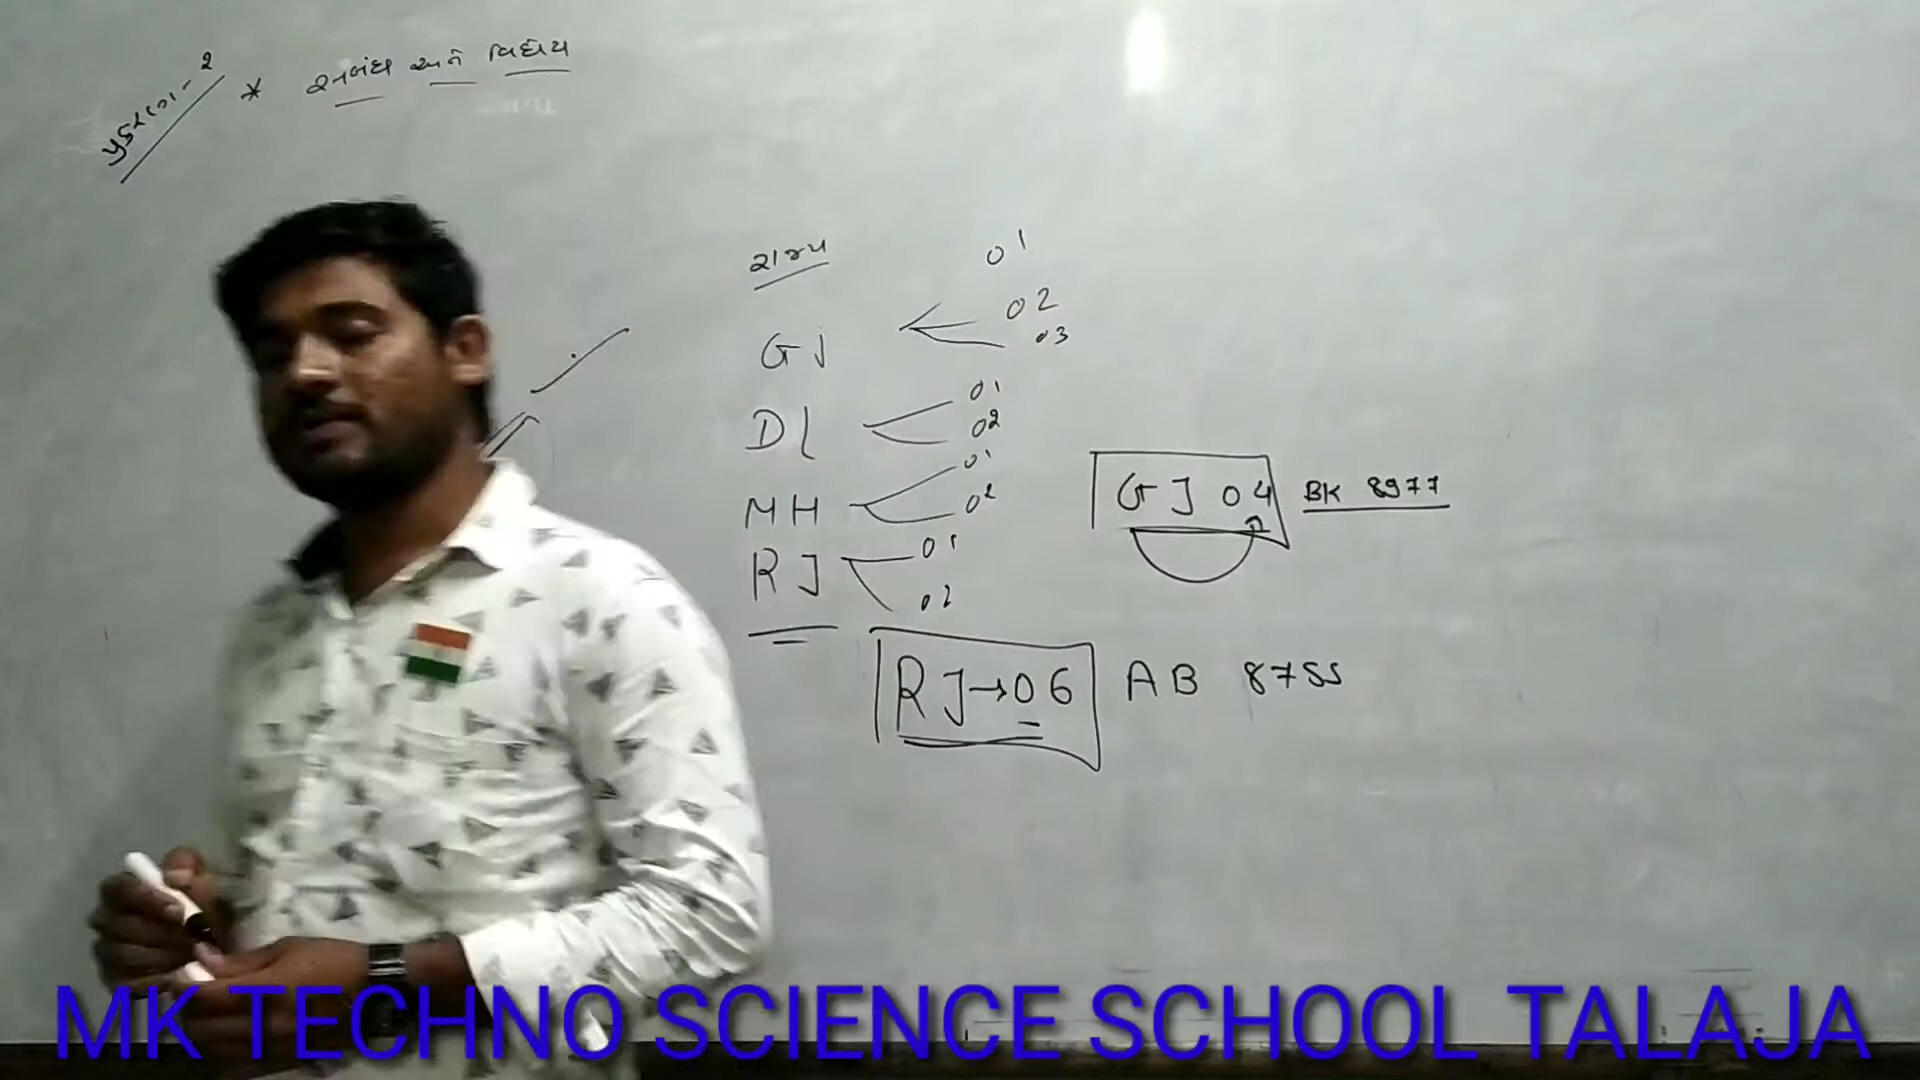 પ્રકરણ-2 * સંબંધ અને વિધેય
રાજ્ય
01
02
03
GJ
DL
01
02
MH
01
02
RJ
01
02
GJ 04 BK 8977
RJ→06 AB 8755
MK TECHNO SCIENCE SCHOOL TALAJA